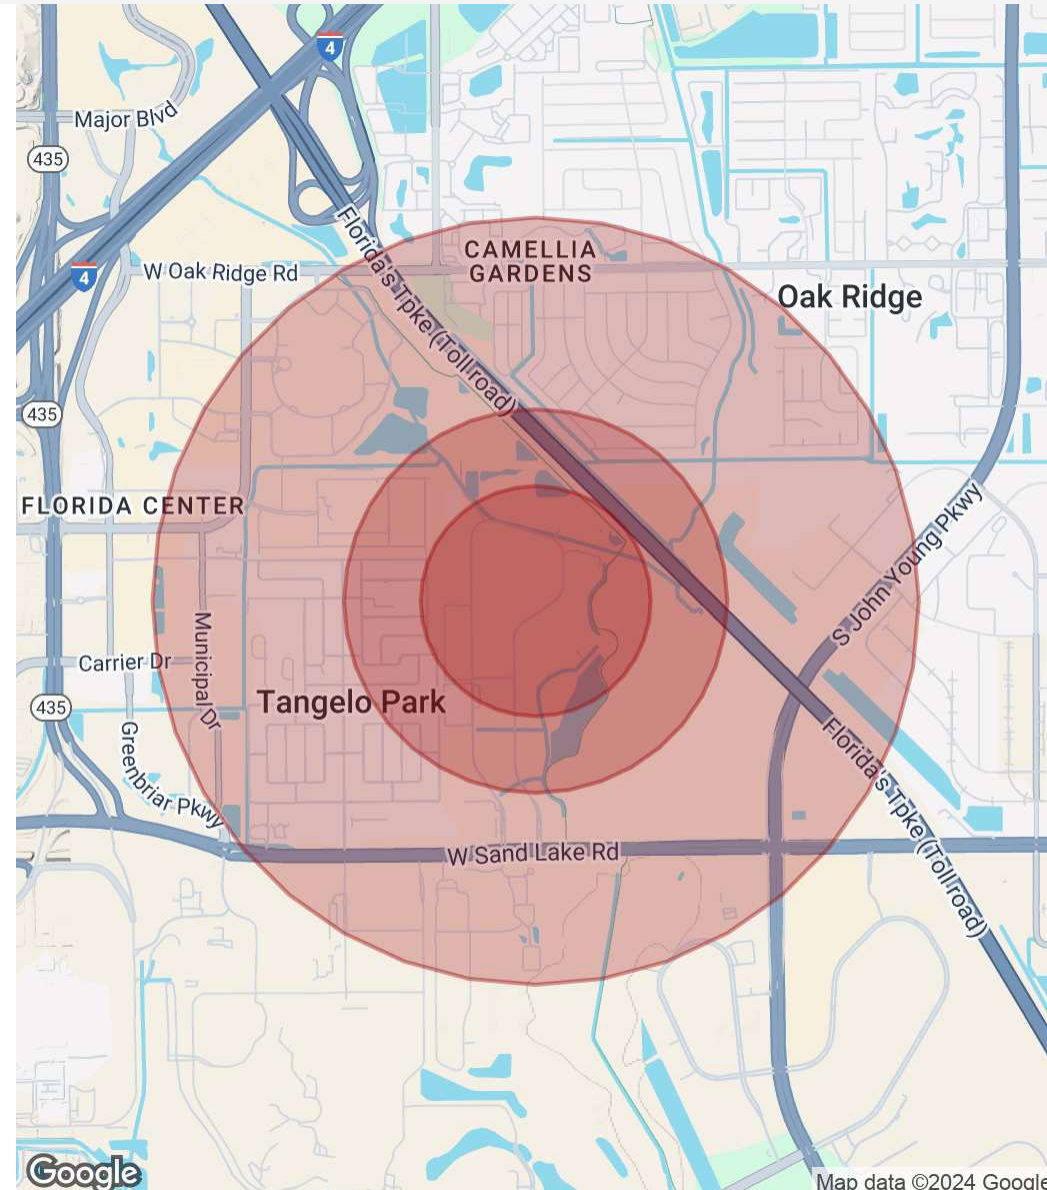 4
Major Blvd
435
Florida's Tpke (Toll road)
CAMELLIA
GARDENS
4
W Oak Ridge Rd
Oak Ridge
435
FLORIDA CENTER
S John Young Pkwy
Municipal Dr
Carrier Dr
Tangelo Park
435
Greenbriar Pkwy
Florida's Tpke (Toll road)
W Sand Lake Rd
Google
Map data ©2024 Google